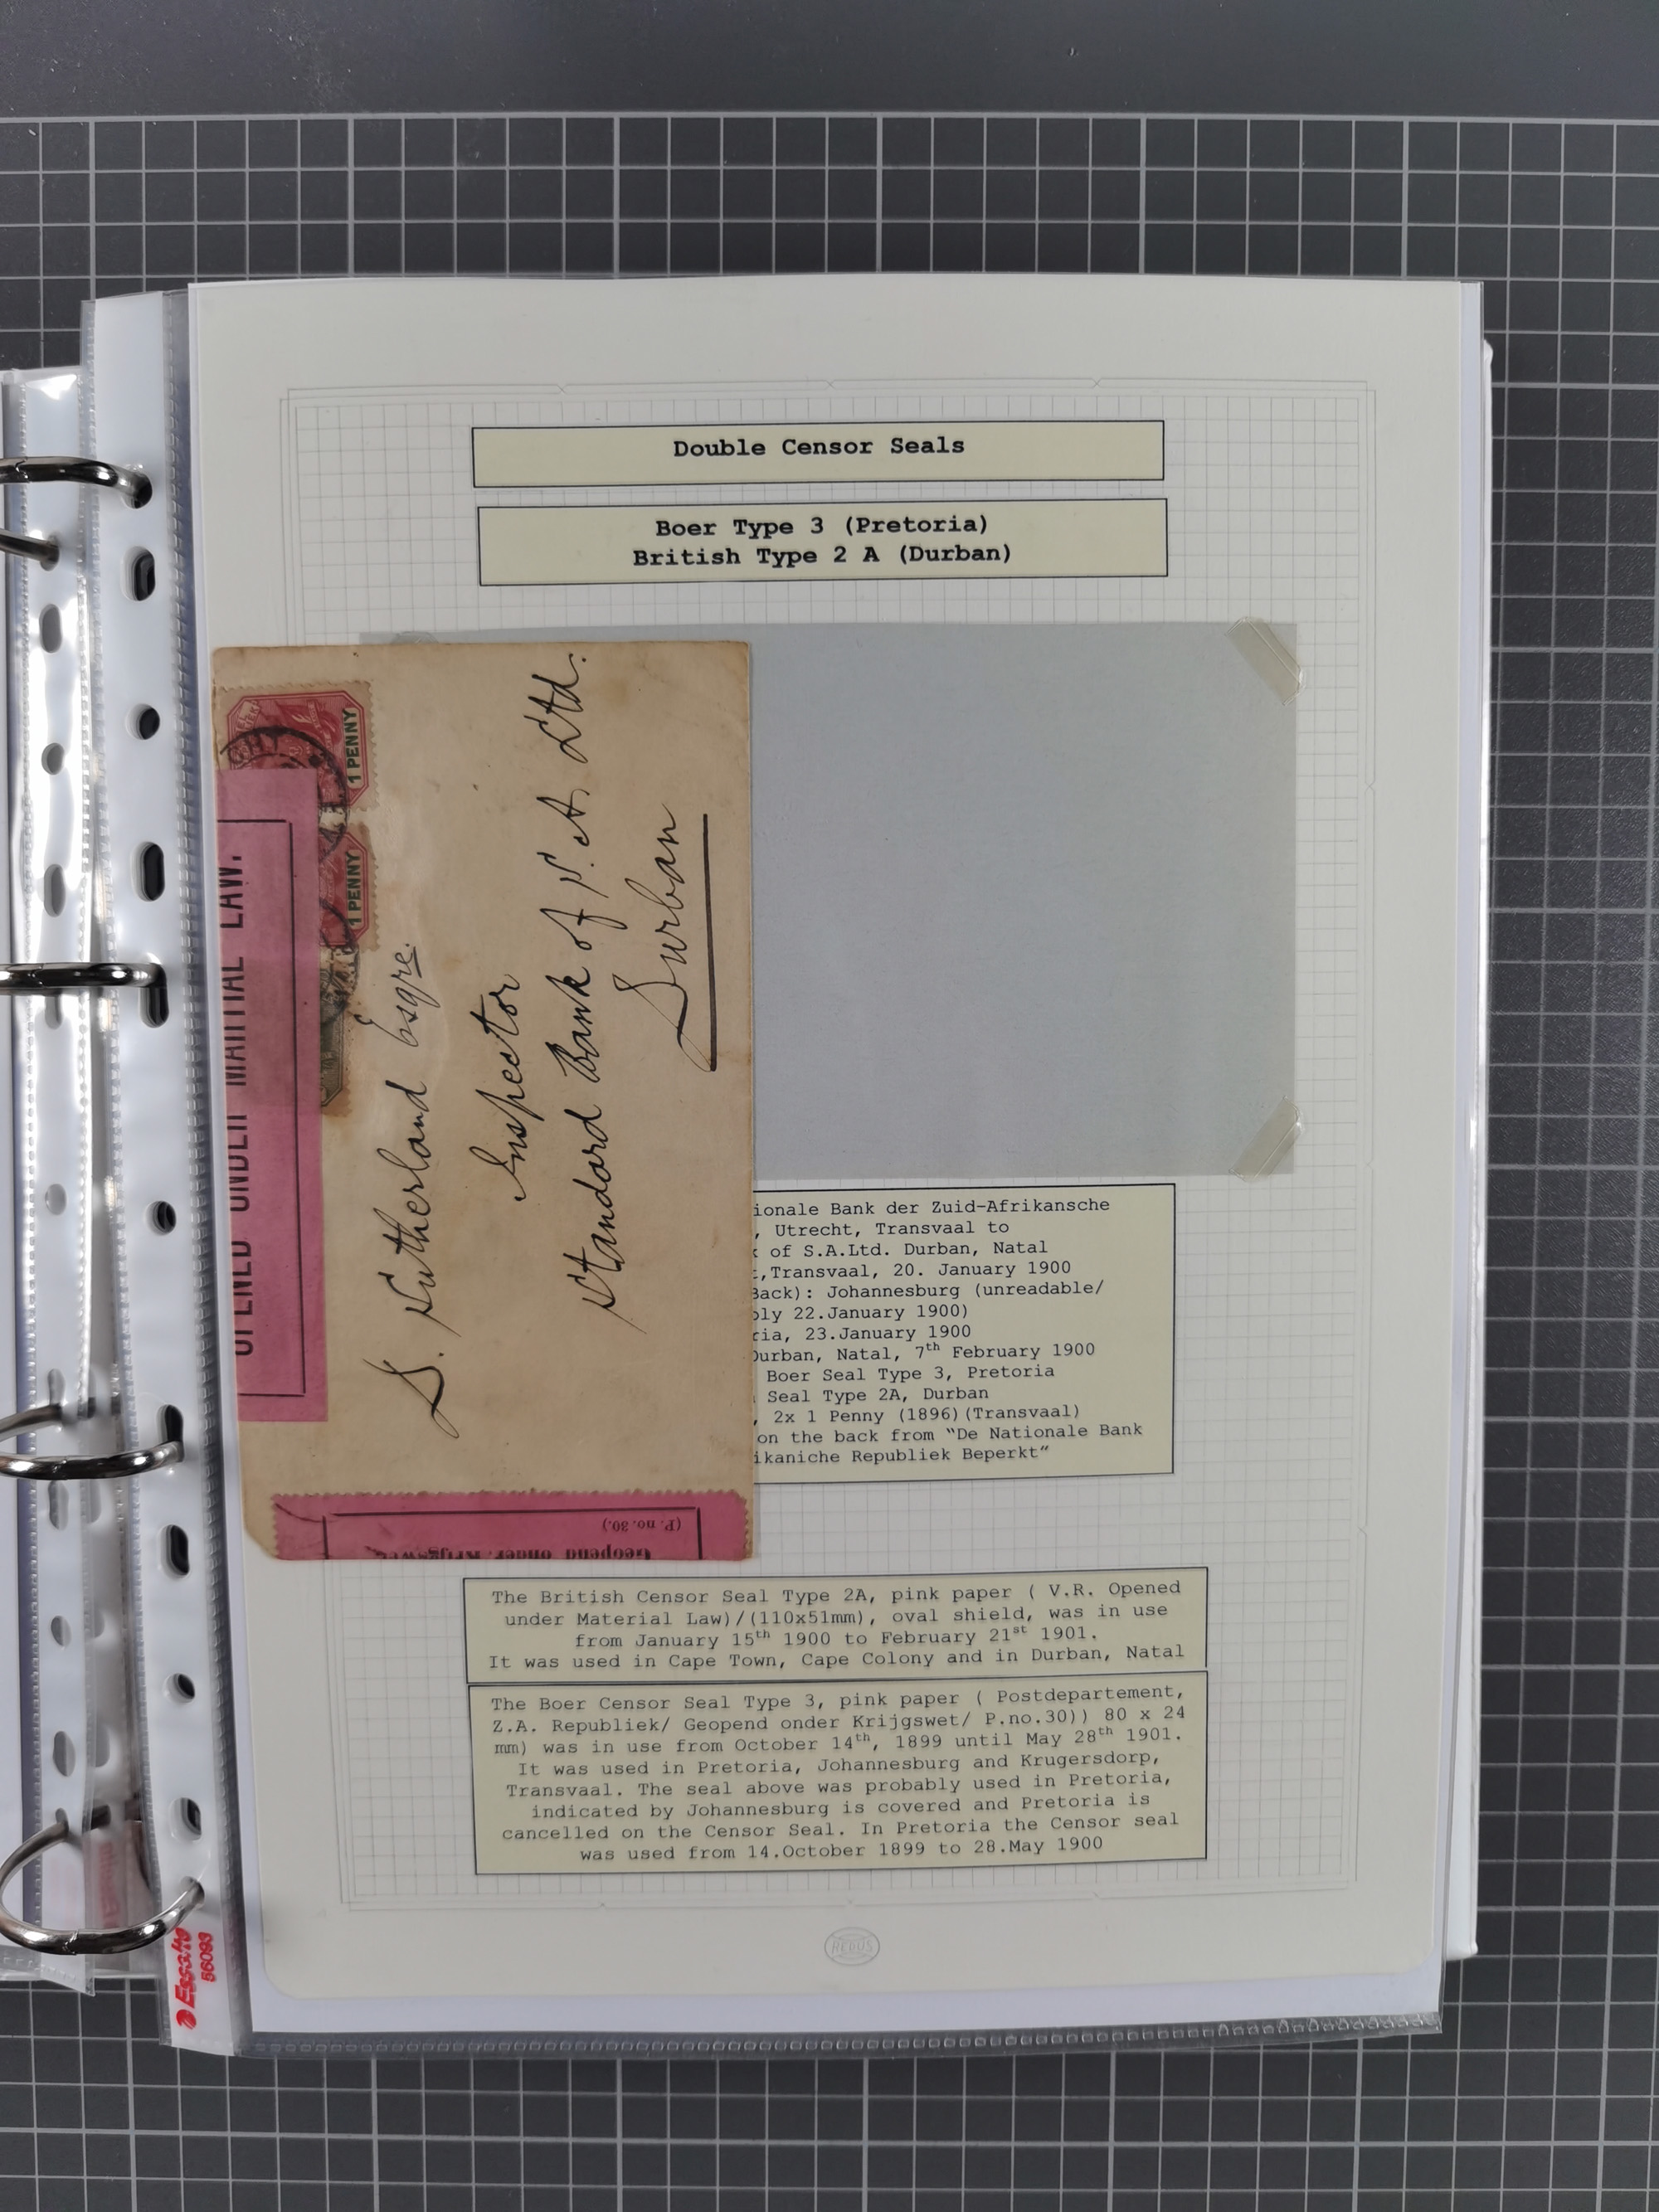 Double Censor Seals
Boer Type 3 (Pretoria)
British Type 2 A (Durban)
1 PENNY
1 PENNY
OPENED UNDER MARTIAL LAW.
D. Sutherland Esqre.
Inspector
Standard Bank of S. A. Ltd.
Durban
(P. no. 30.)
Geopend onder Krijgswet
ionale Bank der Zuid-Afrikansche
, Utrecht, Transvaal to
of S.A.Ltd. Durban, Natal
,Transvaal, 20. January 1900
Back): Johannesburg (unreadable/
bly 22.January 1900)
ria, 23.January 1900
Durban, Natal, 7th February 1900
Boer Seal Type 3, Pretoria
Seal Type 2A, Durban
, 2x 1 Penny (1896)(Transvaal)
on the back from “De Nationale Bank
ikaniche Republiek Beperkt“
The British Censor Seal Type 2A, pink paper ( V.R. Opened
under Material Law)/(110x51mm), oval shield, was in use
from January 15th 1900 to February 21st 1901.
It was used in Cape Town, Cape Colony and in Durban, Natal
The Boer Censor Seal Type 3, pink paper ( Postdepartement,
Z.A. Republiek/ Geopend onder Krijgswet/ P.no.30)) 80 x 24
mm) was in use from October 14th, 1899 until May 28th 1901.
It was used in Pretoria, Johannesburg and Krugersdorp,
Transvaal. The seal above was probably used in Pretoria,
indicated by Johannesburg is covered and Pretoria is
cancelled on the Censor Seal. In Pretoria the Censor seal
was used from 14.October 1899 to 28.May 1900
Esselte
56093